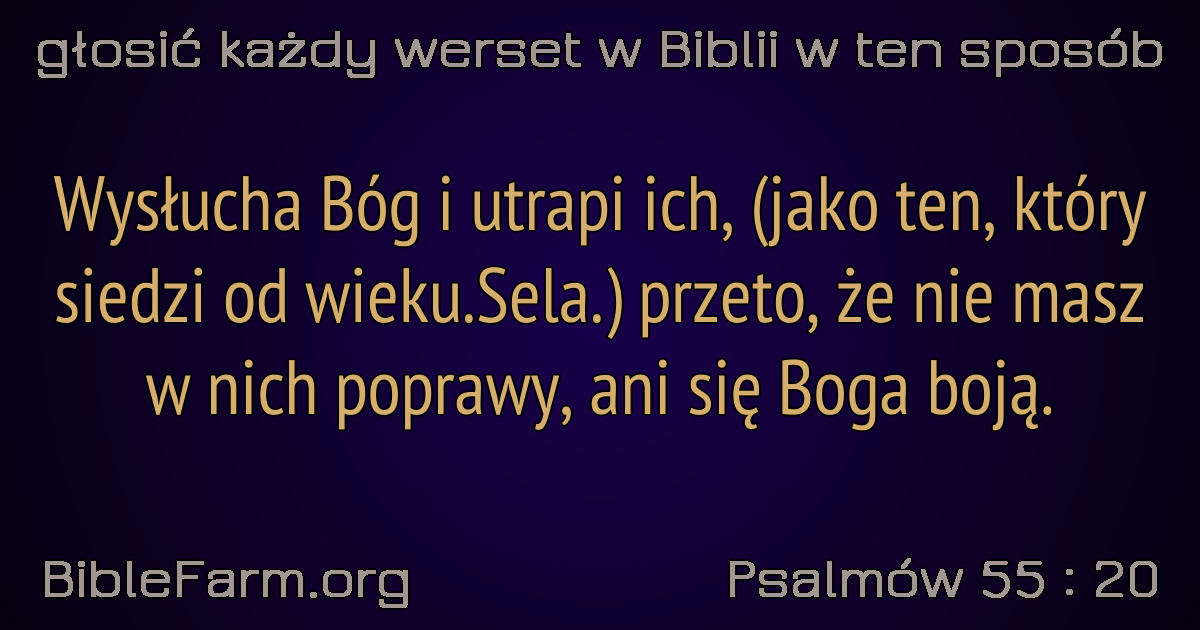 głosić każdy werset w Biblii w ten sposób
Wysłucha Bóg i utrapi ich, (jako ten, który
siedzi od wieku.Sela.) przeto, że nie masz
w nich poprawy, ani się Boga boją.
BibleFarm.org
Psalmów 55 : 20